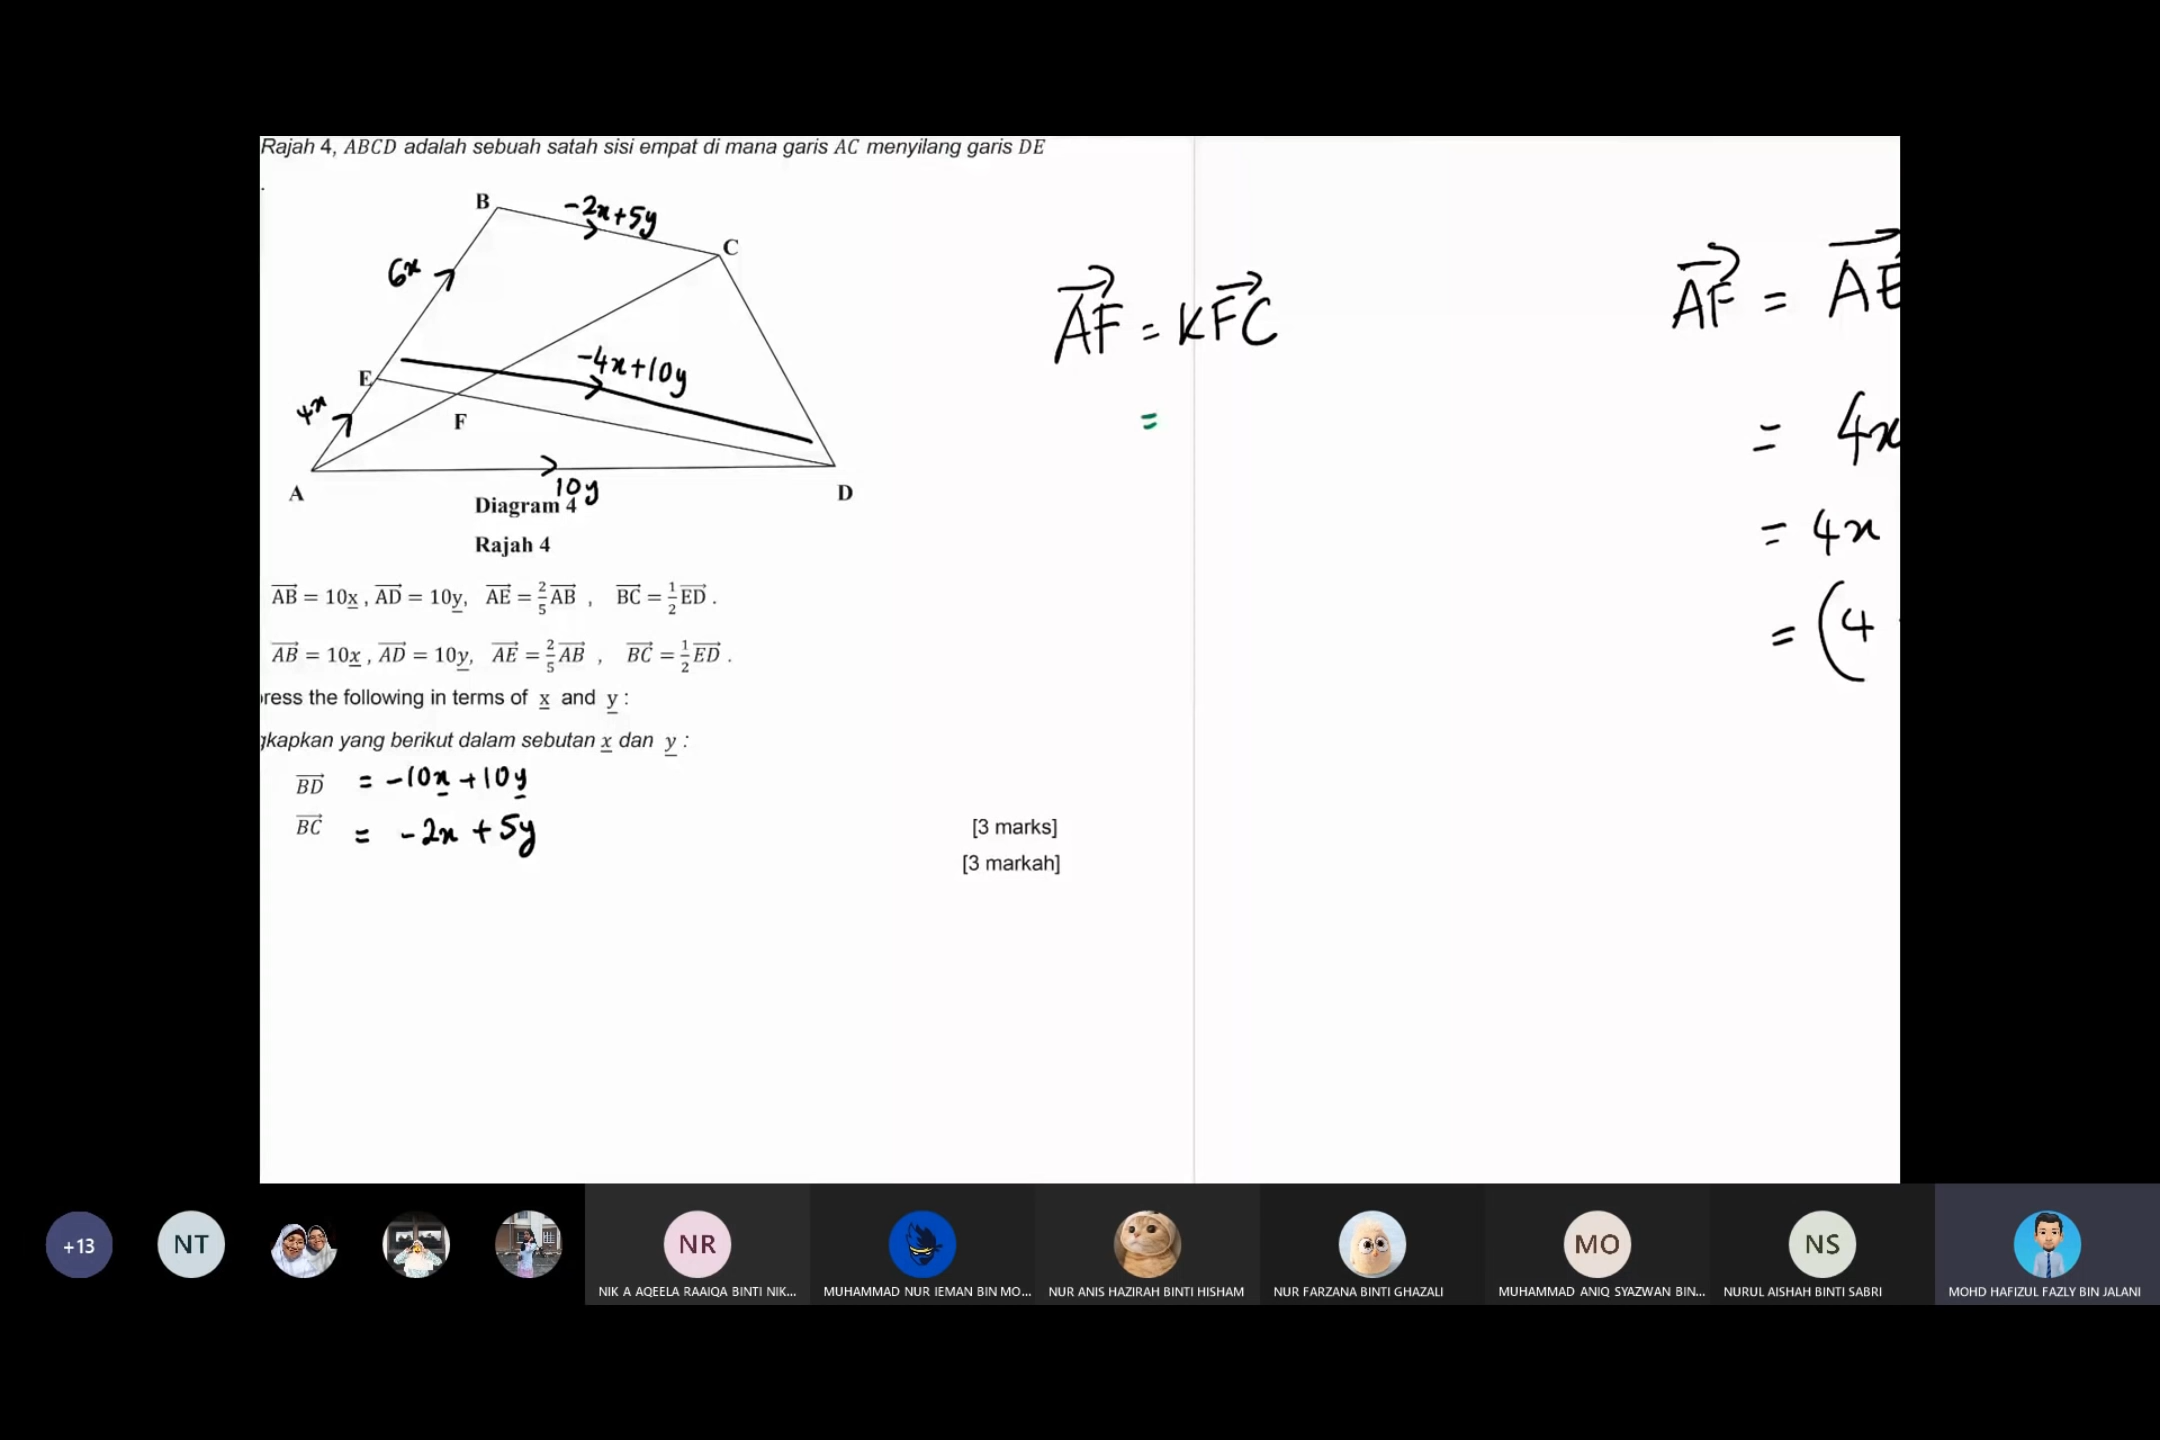 Rajah 4, ABCD adalah sebuah satah sisi empat di mana garis AC menyilang garis DE
.
B
-2x+5y
C
6x
-4x+10y
E
4x
F
10y
A
D
Diagram 4
Rajah 4
AB = 10x , AD = 10y, AE = 2/5 AB , BC = 1/2 ED .
AB = 10x , AD = 10y, AE = 2/5 AB , BC = 1/2 ED .
ress the following in terms of x and y :
gkapkan yang berikut dalam sebutan x dan y :
BD = -10x + 10y
BC = -2x + 5y
[3 marks]
[3 markah]
AF = KFC
=
AF = AE
= 4x
= 4x
= (4
+13
NT
NR
MO
NS
NIK A AQEELA RAAIQA BINTI NIK...
MUHAMMAD NUR IEMAN BIN MO...
NUR ANIS HAZIRAH BINTI HISHAM
NUR FARZANA BINTI GHAZALI
MUHAMMAD ANIQ SYAZWAN BIN...
NURUL AISHAH BINTI SABRI
MOHD HAFIZUL FAZLY BIN JALANI